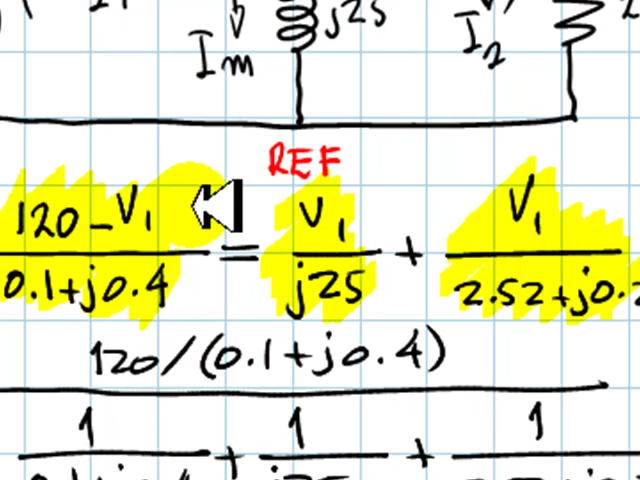 Im j25 I2
REF
120-V1 = V1 + V1
0.1+j0.4 j25 2.52+j0.
120/(0.1+j0.4)
1 + 1 + 1